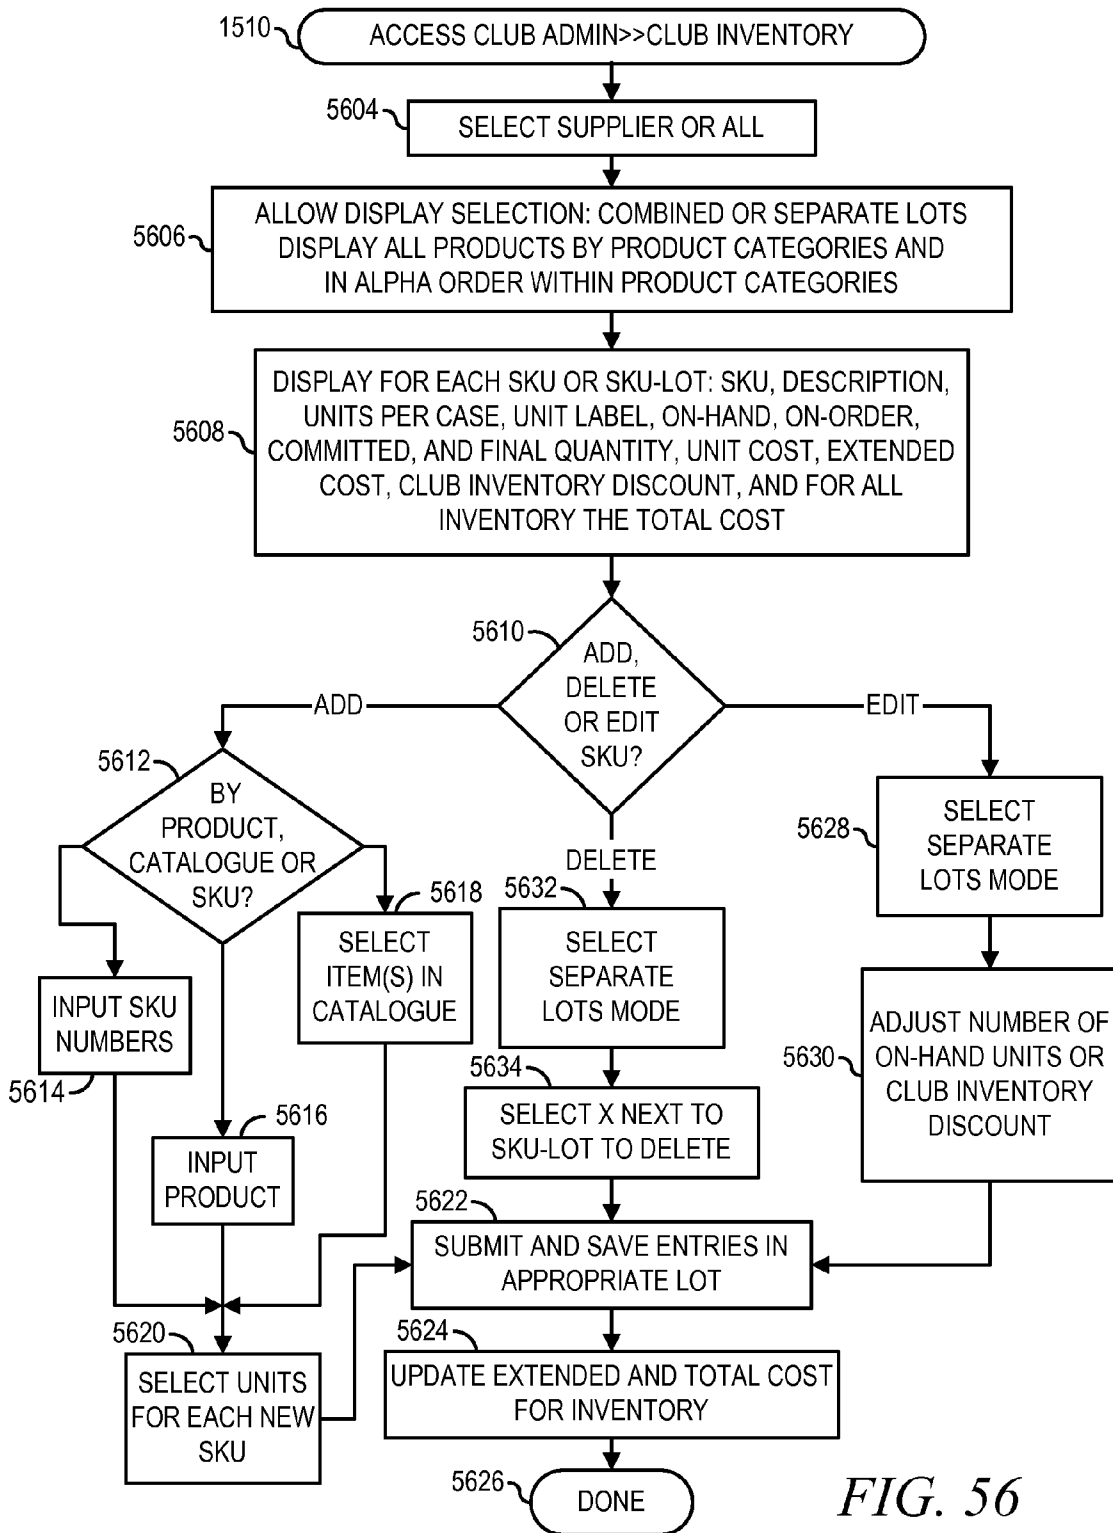 1510
ACCESS CLUB ADMIN>>CLUB INVENTORY
5604
SELECT SUPPLIER OR ALL
5606
ALLOW DISPLAY SELECTION: COMBINED OR SEPARATE LOTS
DISPLAY ALL PRODUCTS BY PRODUCT CATEGORIES AND
IN ALPHA ORDER WITHIN PRODUCT CATEGORIES
5608
DISPLAY FOR EACH SKU OR SKU-LOT: SKU, DESCRIPTION,
UNITS PER CASE, UNIT LABEL, ON-HAND, ON-ORDER,
COMMITTED, AND FINAL QUANTITY, UNIT COST, EXTENDED
COST, CLUB INVENTORY DISCOUNT, AND FOR ALL
INVENTORY THE TOTAL COST
5610
ADD,
DELETE
OR EDIT
SKU?
ADD
EDIT
DELETE
5612
BY
PRODUCT,
CATALOGUE OR
SKU?
5614
INPUT SKU
NUMBERS
5616
INPUT
PRODUCT
5618
SELECT
ITEM(S) IN
CATALOGUE
5620
SELECT UNITS
FOR EACH NEW
SKU
5632
SELECT
SEPARATE
LOTS MODE
5634
SELECT X NEXT TO
SKU-LOT TO DELETE
5628
SELECT
SEPARATE
LOTS MODE
5630
ADJUST NUMBER OF
ON-HAND UNITS OR
CLUB INVENTORY
DISCOUNT
5622
SUBMIT AND SAVE ENTRIES IN
APPROPRIATE LOT
5624
UPDATE EXTENDED AND TOTAL COST
FOR INVENTORY
5626
DONE
FIG. 56